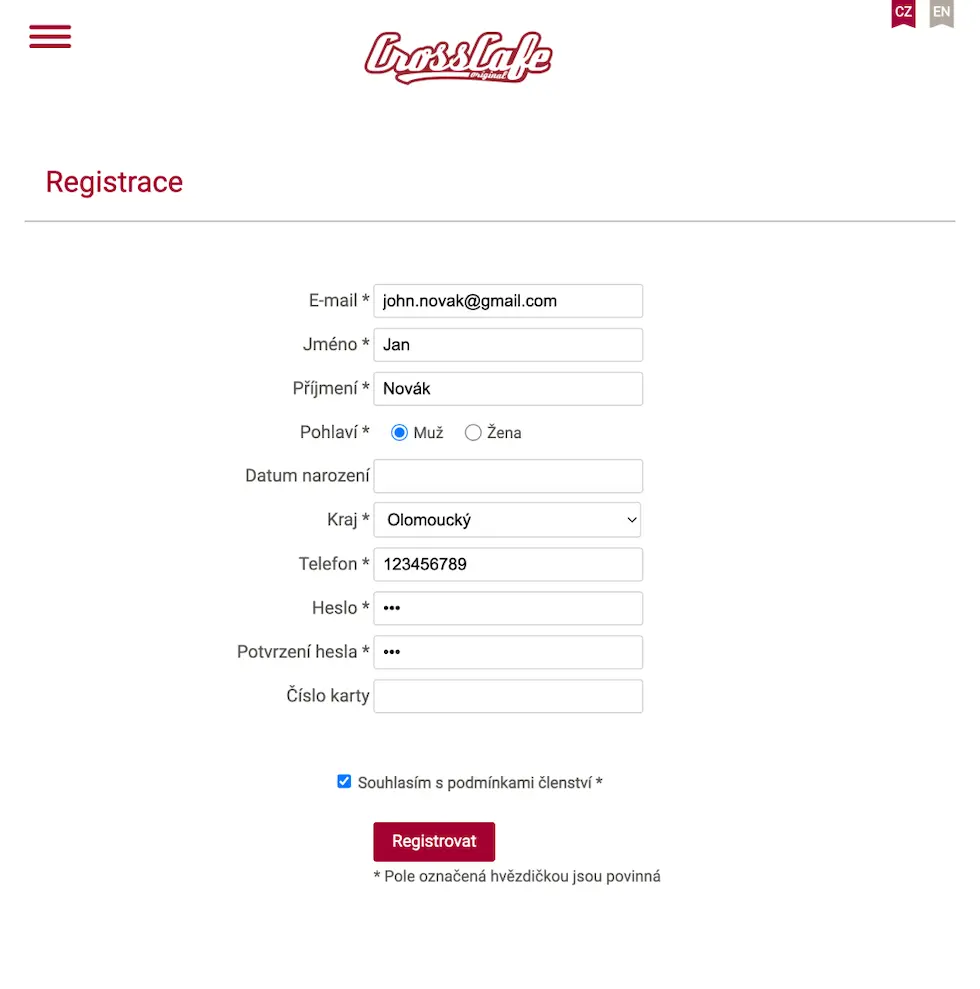 CZ EN
CrossCafe
original
Registrace
E-mail * john.novak@gmail.com
Jméno * Jan
Příjmení * Novák
Pohlaví * Muž Žena
Datum narození
Kraj * Olomoucký
Telefon * 123456789
Heslo * •••
Potvrzení hesla * •••
Číslo karty
Souhlasím s podmínkami členství *
Registrovat
* Pole označená hvězdičkou jsou povinná